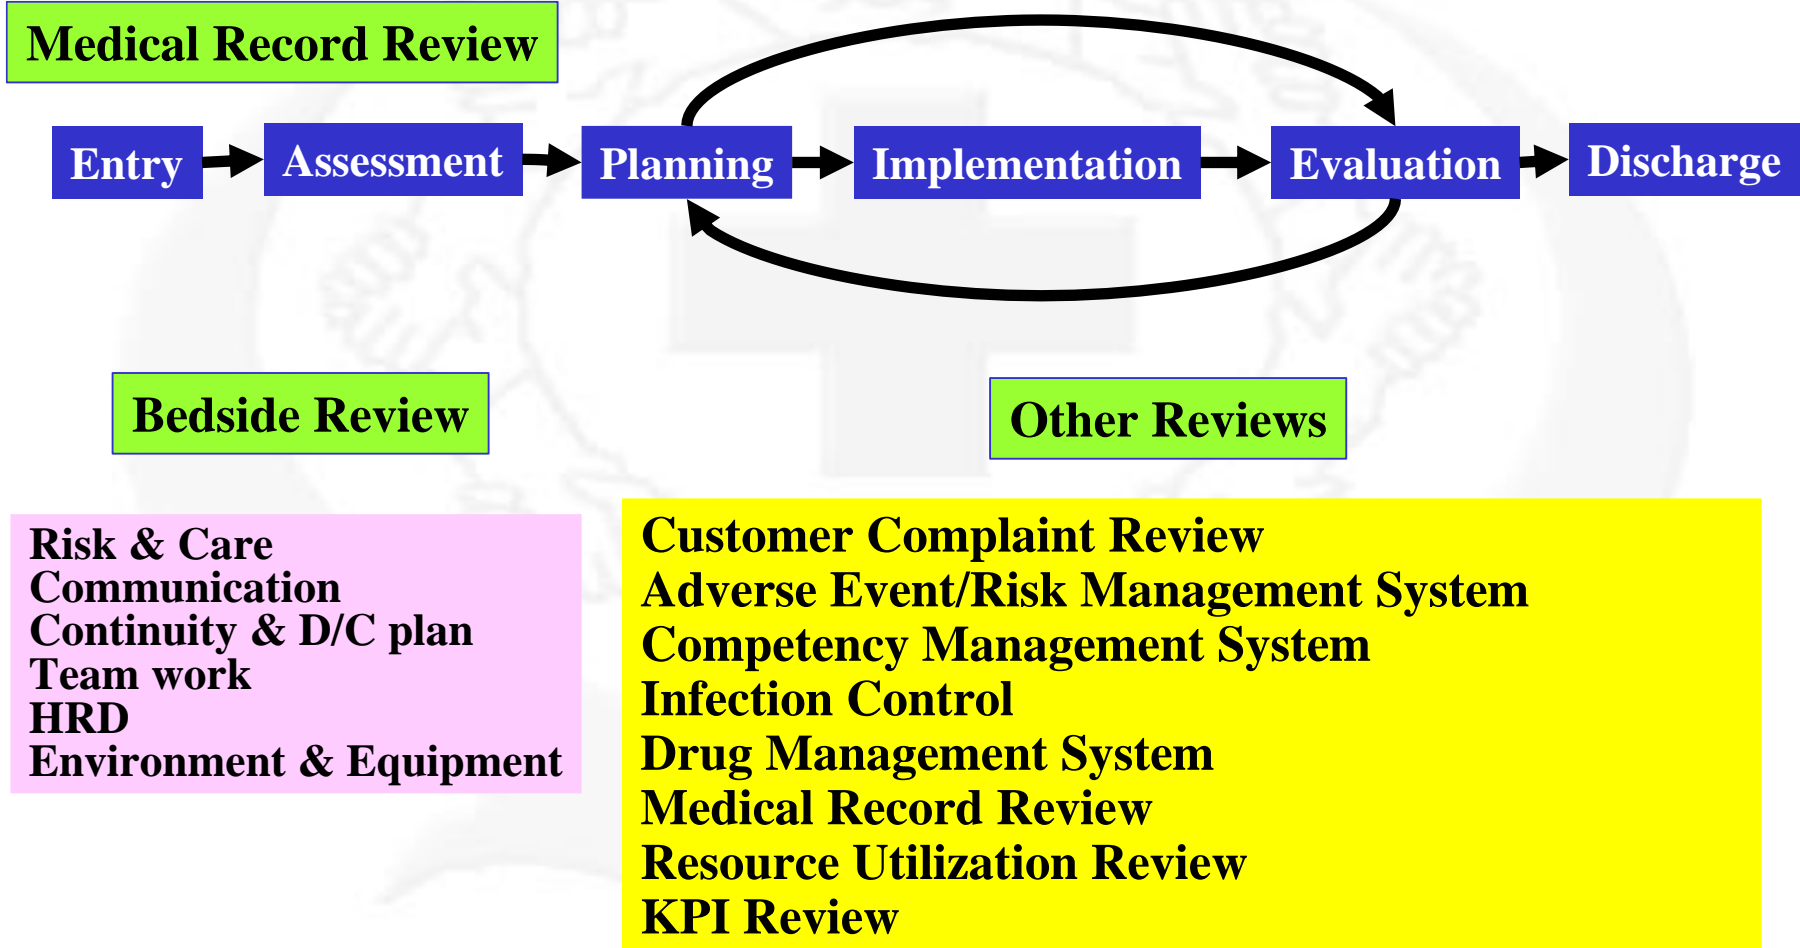 Medical Record Review
Entry
Assessment
Planning
Implementation
Evaluation
Discharge
Bedside Review
Other Reviews
Risk & Care
Communication
Continuity & D/C plan
Team work
HRD
Environment & Equipment
Customer Complaint Review
Adverse Event/Risk Management System
Competency Management System
Infection Control
Drug Management System
Medical Record Review
Resource Utilization Review
KPI Review